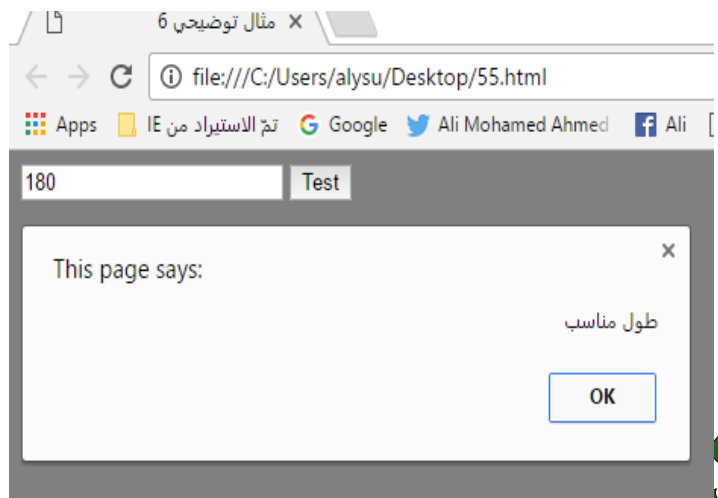 مثال توضيحي 6
file:///C:/Users/alysu/Desktop/55.html
Apps تمّ الاستيراد من IE Google Ali Mohamed Ahmed Ali
180 Test
This page says:
طول مناسب
OK